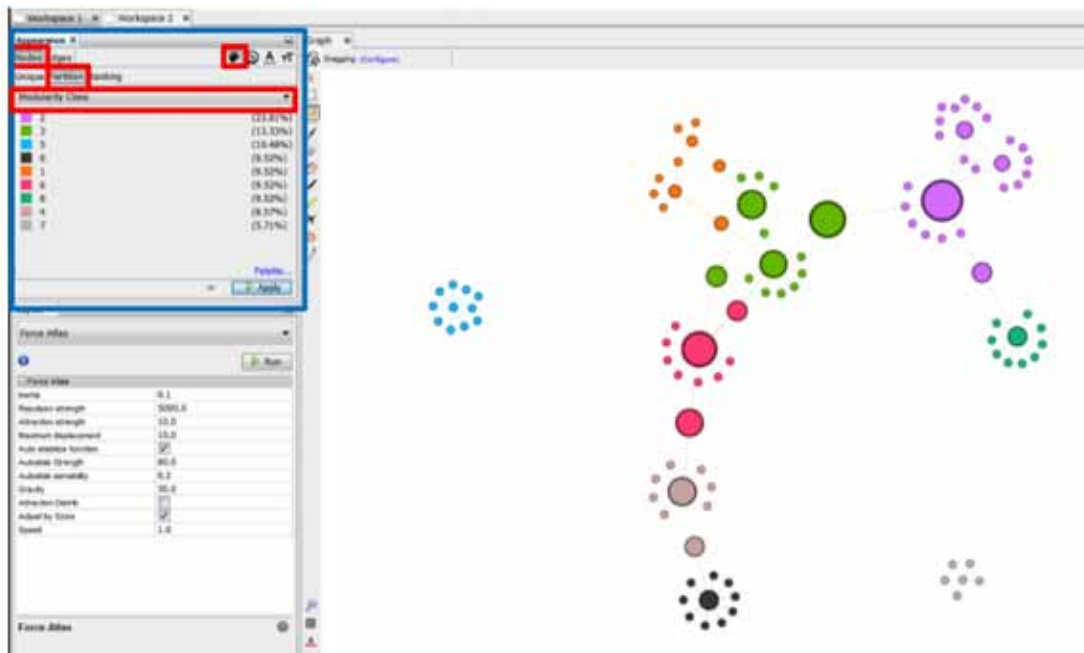 Workspace 1 Workspace 2
Appearance Graph
Nodes Edges Dragging (Configure)
Unique Partition Ranking
Modularity Class
2 (23.81%)
3 (13.33%)
5 (10.48%)
0 (9.52%)
1 (9.52%)
6 (9.52%)
8 (9.52%)
4 (8.57%)
7 (5.71%)
Palette...
Apply
Force Atlas
Run
Force Atlas
Inertia 0.1
Repulsion strength 5000.0
Attraction strength 10.0
Maximum displacement 10.0
Auto stabilize function
Autostab Strength 80.0
Autostab sensibility 0.2
Gravity 30.0
Attraction Distrib.
Adjust by Sizes
Speed 1.0
Force Atlas